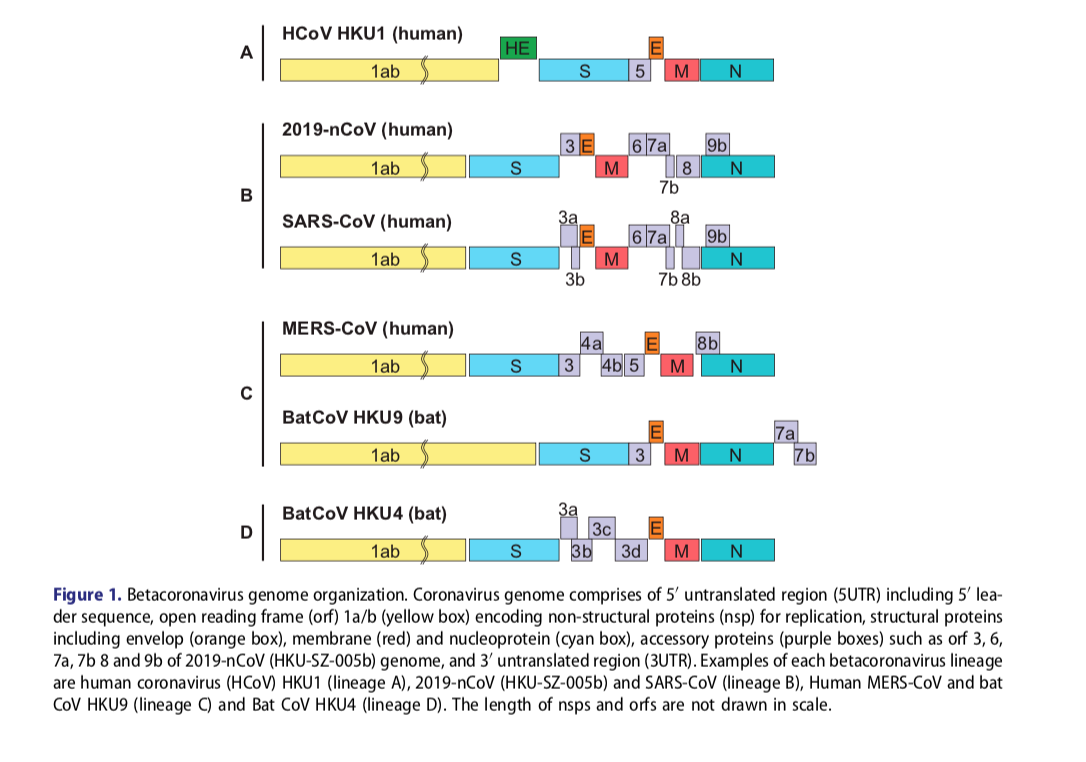 A
HCoV HKU1 (human)
1ab
HE
S
5
E
M
N
B
2019-nCoV (human)
1ab
S
3
E
M
6
7a
7b
8
9b
N
SARS-CoV (human)
1ab
S
3a
3b
E
M
6
7a
7b
8a
8b
9b
N
C
MERS-CoV (human)
1ab
S
3
4a
4b
5
E
M
8b
N
BatCoV HKU9 (bat)
1ab
S
3
E
M
N
7a
7b
D
BatCoV HKU4 (bat)
1ab
S
3a
3b
3c
3d
E
M
N
Figure 1. Betacoronavirus genome organization. Coronavirus genome comprises of 5′ untranslated region (5UTR) including 5′ lea-
der sequence, open reading frame (orf) 1a/b (yellow box) encoding non-structural proteins (nsp) for replication, structural proteins
including envelop (orange box), membrane (red) and nucleoprotein (cyan box), accessory proteins (purple boxes) such as orf 3, 6,
7a, 7b 8 and 9b of 2019-nCoV (HKU-SZ-005b) genome, and 3′ untranslated region (3UTR). Examples of each betacoronavirus lineage
are human coronavirus (HCoV) HKU1 (lineage A), 2019-nCoV (HKU-SZ-005b) and SARS-CoV (lineage B), Human MERS-CoV and bat
CoV HKU9 (lineage C) and Bat CoV HKU4 (lineage D). The length of nsps and orfs are not drawn in scale.